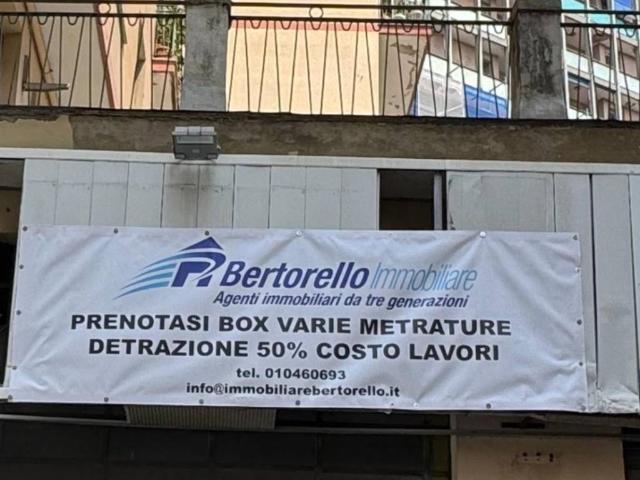 Bertorello Immobiliare
Agenti immobiliari da tre generazioni
PRENOTASI BOX VARIE METRATURE
DETRAZIONE 50% COSTO LAVORI
tel. 010460693
info@immobiliarebertorello.it